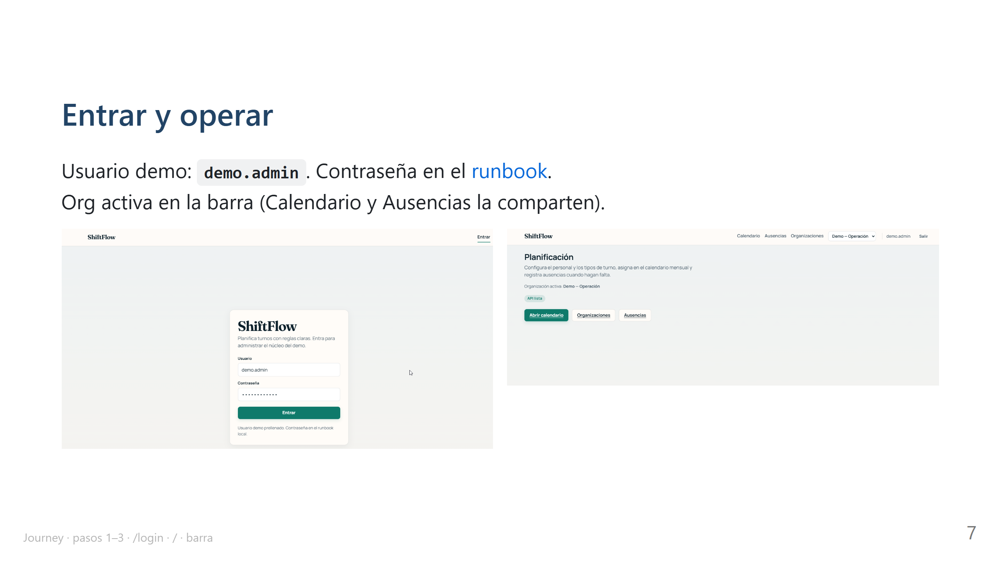 Entrar y operar
Usuario demo: demo.admin. Contraseña en el runbook.
Org activa en la barra (Calendario y Ausencias la comparten).
ShiftFlow
Entrar
ShiftFlow
Planifica turnos con reglas claras. Entra para
administrar el núcleo del demo.
Usuario
demo.admin
Contraseña
••••••••••••
Entrar
Usuario demo prellenado. Contraseña en el runbook
local.
ShiftFlow
Calendario Ausencias Organizaciones Demo — Operación demo.admin Salir
Planificación
Configura el personal y los tipos de turno, asigna en el calendario mensual y
registra ausencias cuando hagan falta.
Organización activa: Demo — Operación
API lista
Abrir calendario Organizaciones Ausencias
Journey · pasos 1–3 · /login · / · barra
7